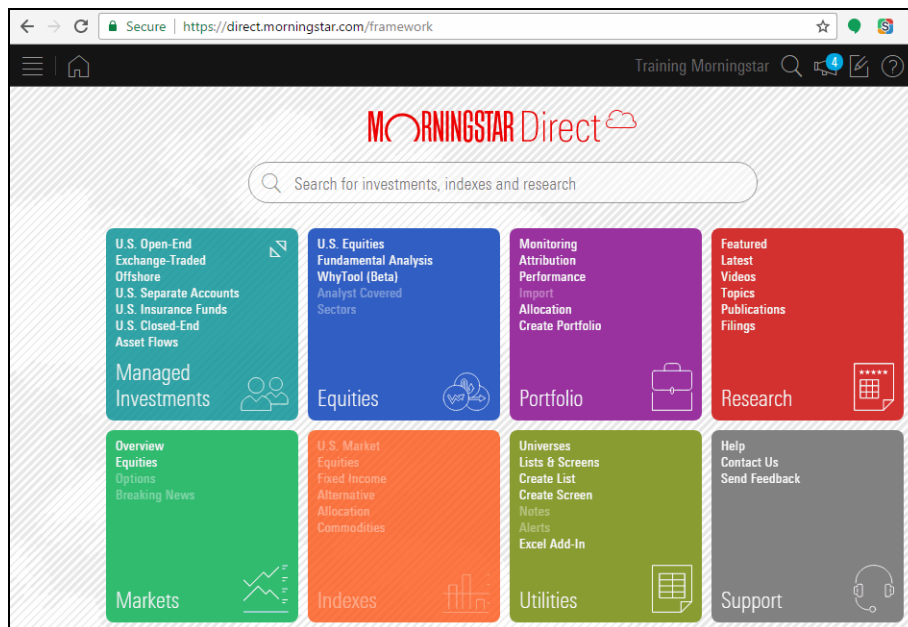 Secure | https://direct.morningstar.com/framework
Training Morningstar
4
MORNINGSTAR Direct
Search for investments, indexes and research
U.S. Open-End
Exchange-Traded
Offshore
U.S. Separate Accounts
U.S. Insurance Funds
U.S. Closed-End
Asset Flows
Managed
Investments
U.S. Equities
Fundamental Analysis
WhyTool (Beta)
Analyst Covered
Sectors
Equities
Monitoring
Attribution
Performance
Import
Allocation
Create Portfolio
Portfolio
Featured
Latest
Videos
Topics
Publications
Filings
Research
Overview
Equities
Options
Breaking News
Markets
U.S. Market
Equities
Fixed Income
Alternative
Allocation
Commodities
Indexes
Universes
Lists & Screens
Create List
Create Screen
Notes
Alerts
Excel Add-In
Utilities
Help
Contact Us
Send Feedback
Support